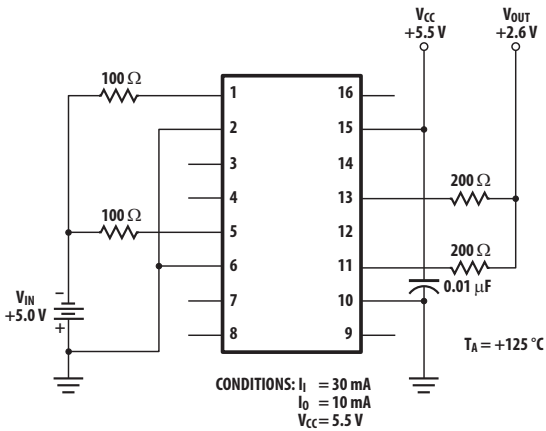 V_CC
+5.5 V
V_OUT
+2.6 V
100 Ω
1
2
3
4
5
6
7
8
16
15
14
13
12
11
10
9
200 Ω
100 Ω
200 Ω
0.01 μF
–
V_IN
+5.0 V
+
T_A = +125 °C
CONDITIONS: I_I = 30 mA
I_O = 10 mA
V_CC = 5.5 V